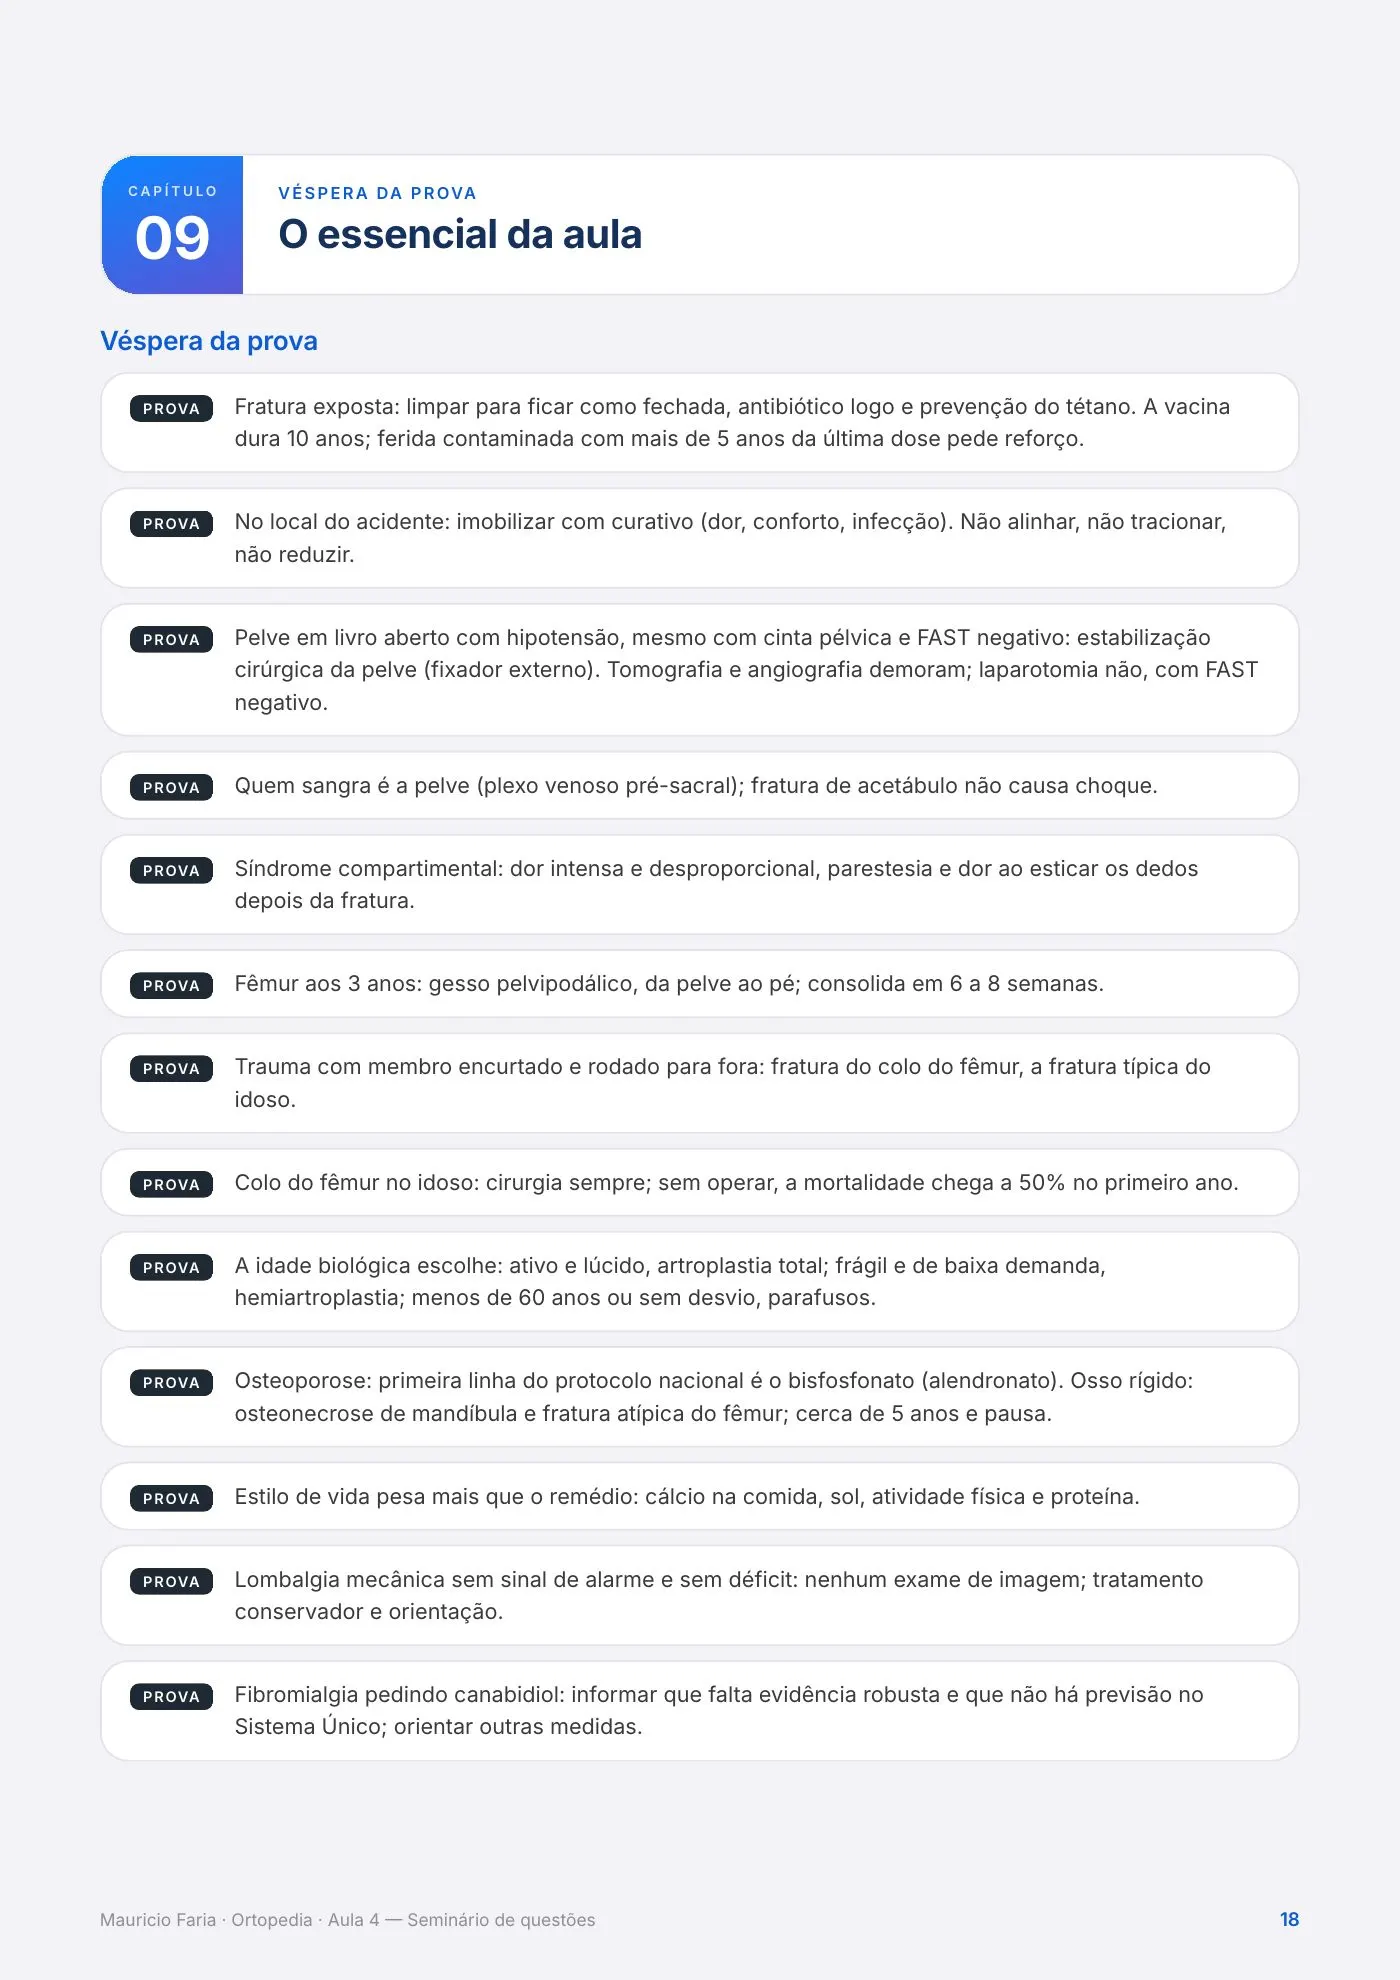 CAPÍTULO
09
VÉSPERA DA PROVA
O essencial da aula
Véspera da prova
PROVA Fratura exposta: limpar para ficar como fechada, antibiótico logo e prevenção do tétano. A vacina
dura 10 anos; ferida contaminada com mais de 5 anos da última dose pede reforço.
PROVA No local do acidente: imobilizar com curativo (dor, conforto, infecção). Não alinhar, não tracionar,
não reduzir.
PROVA Pelve em livro aberto com hipotensão, mesmo com cinta pélvica e FAST negativo: estabilização
cirúrgica da pelve (fixador externo). Tomografia e angiografia demoram; laparotomia não, com FAST
negativo.
PROVA Quem sangra é a pelve (plexo venoso pré-sacral); fratura de acetábulo não causa choque.
PROVA Síndrome compartimental: dor intensa e desproporcional, parestesia e dor ao esticar os dedos
depois da fratura.
PROVA Fêmur aos 3 anos: gesso pelvipodálico, da pelve ao pé; consolida em 6 a 8 semanas.
PROVA Trauma com membro encurtado e rodado para fora: fratura do colo do fêmur, a fratura típica do
idoso.
PROVA Colo do fêmur no idoso: cirurgia sempre; sem operar, a mortalidade chega a 50% no primeiro ano.
PROVA A idade biológica escolhe: ativo e lúcido, artroplastia total; frágil e de baixa demanda,
hemiartroplastia; menos de 60 anos ou sem desvio, parafusos.
PROVA Osteoporose: primeira linha do protocolo nacional é o bisfosfonato (alendronato). Osso rígido:
osteonecrose de mandíbula e fratura atípica do fêmur; cerca de 5 anos e pausa.
PROVA Estilo de vida pesa mais que o remédio: cálcio na comida, sol, atividade física e proteína.
PROVA Lombalgia mecânica sem sinal de alarme e sem déficit: nenhum exame de imagem; tratamento
conservador e orientação.
PROVA Fibromialgia pedindo canabidiol: informar que falta evidência robusta e que não há previsão no
Sistema Único; orientar outras medidas.
Mauricio Faria · Ortopedia · Aula 4 — Seminário de questões 18